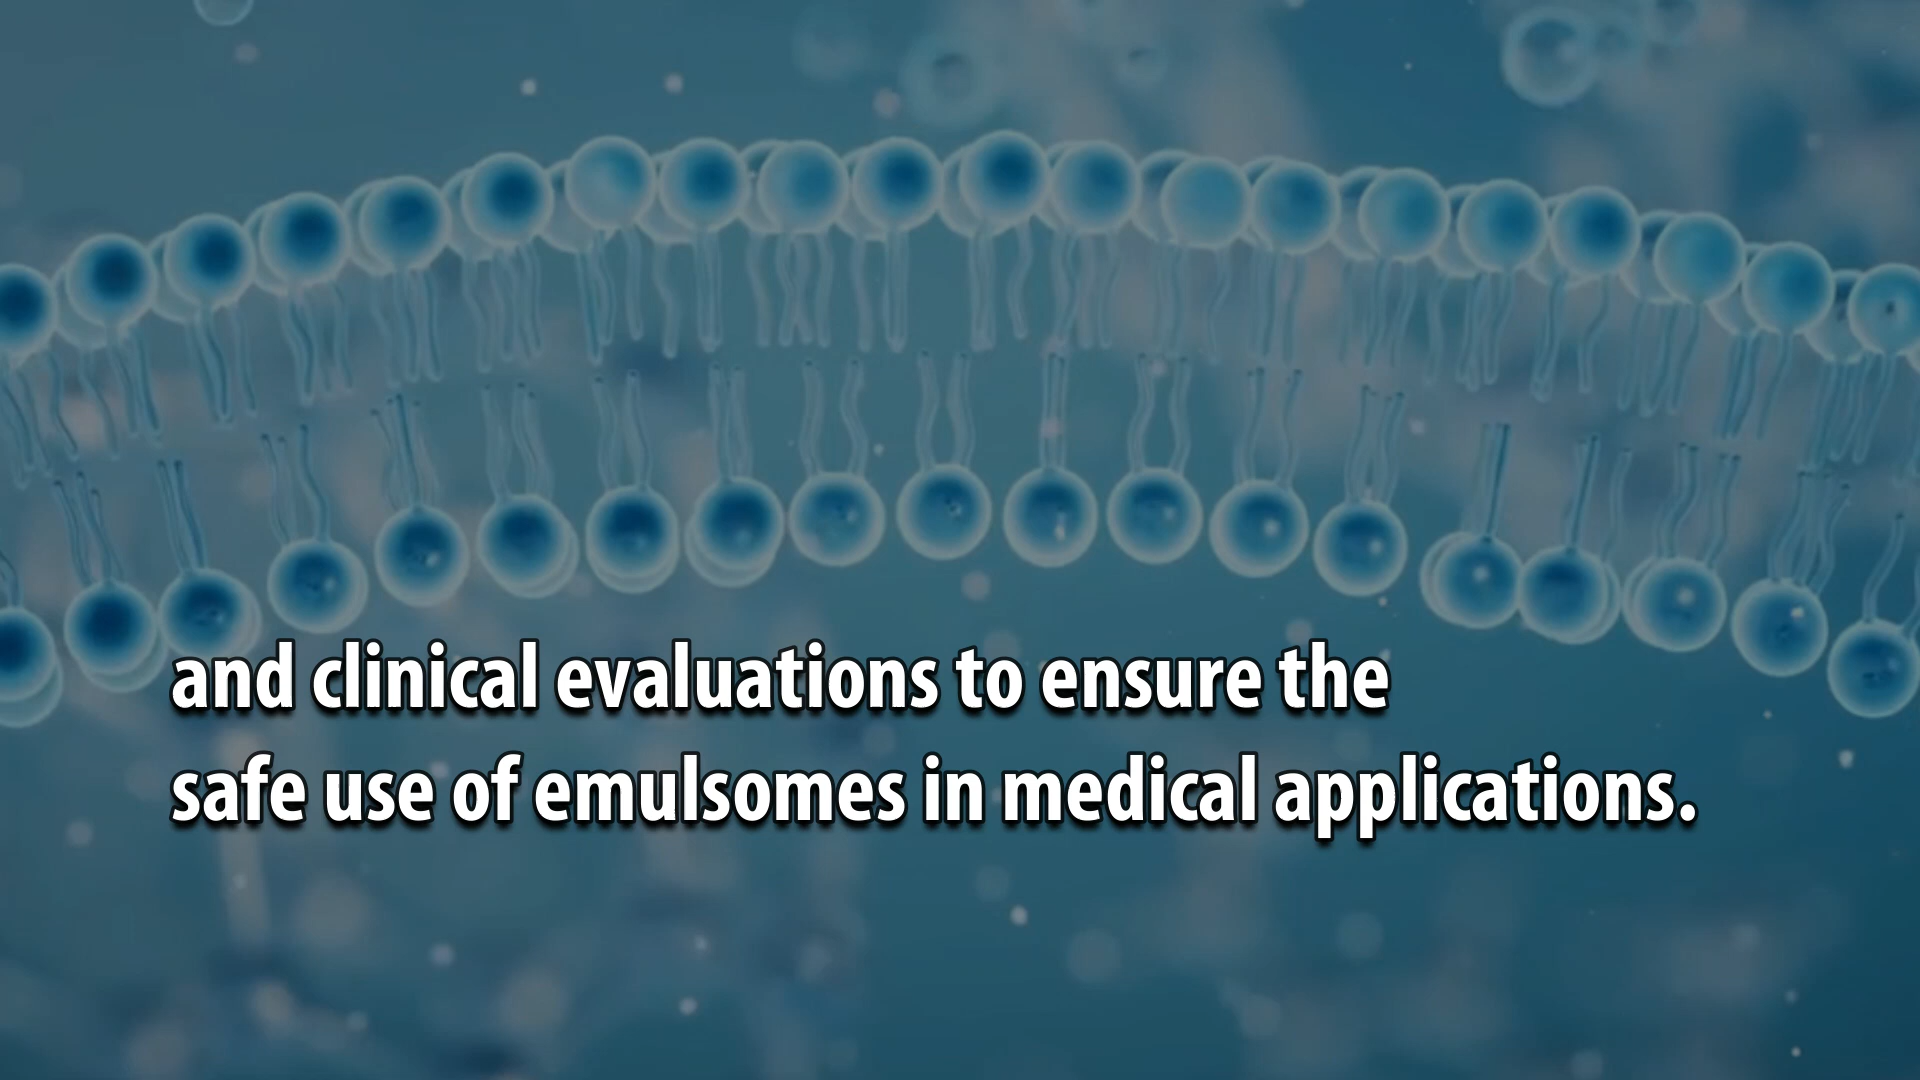 and clinical evaluations to ensure the
safe use of emulsomes in medical applications.